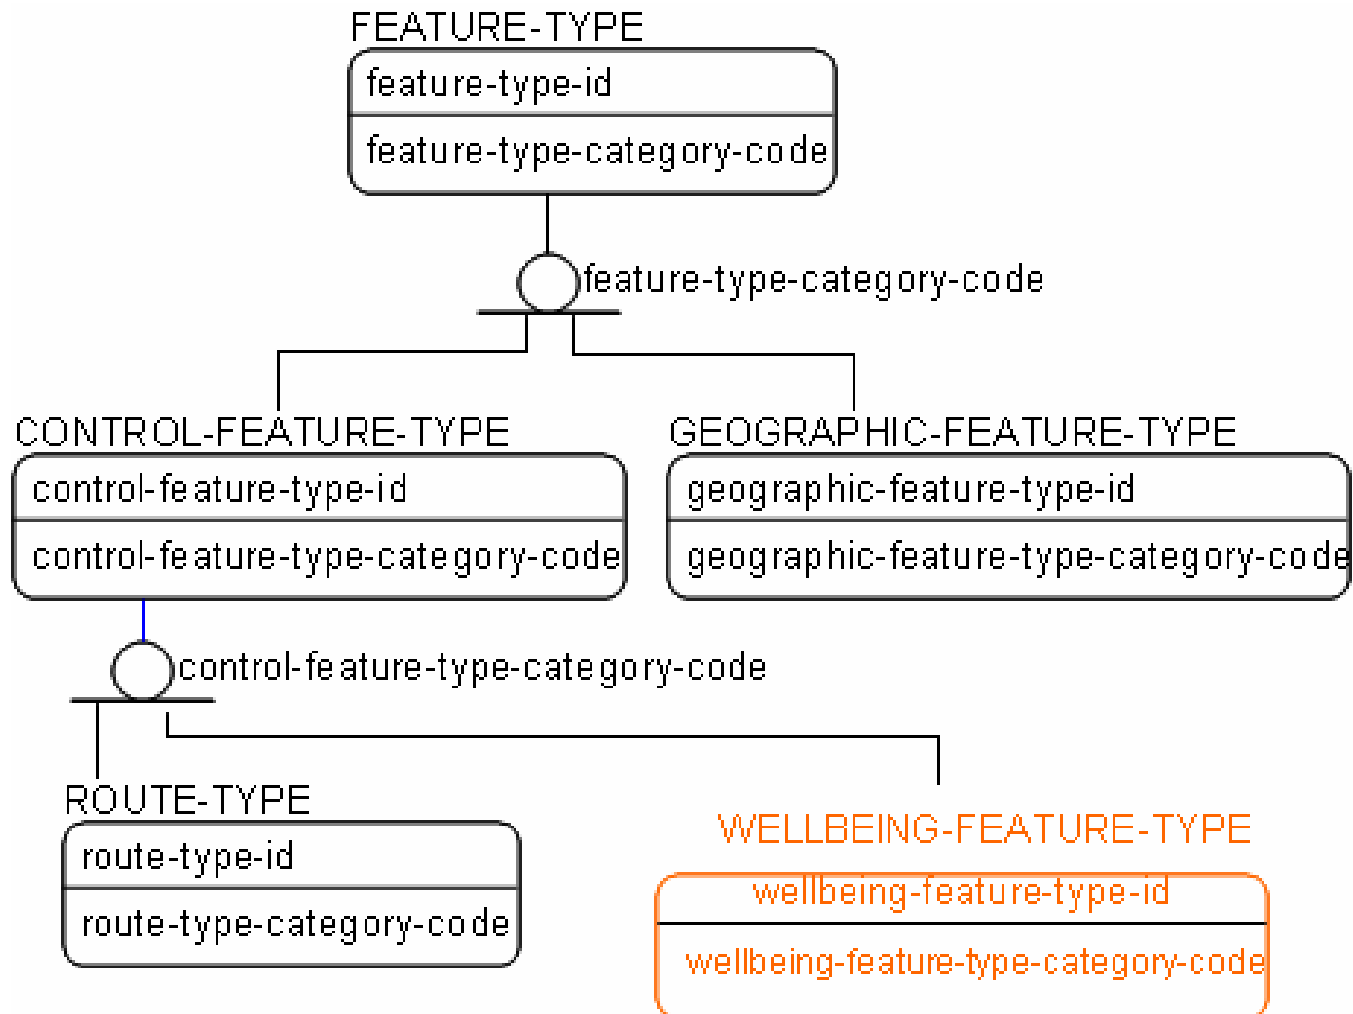 FEATURE-TYPE
feature-type-id
feature-type-category-code
feature-type-category-code
CONTROL-FEATURE-TYPE
GEOGRAPHIC-FEATURE-TYPE
control-feature-type-id
geographic-feature-type-id
control-feature-type-category-code
geographic-feature-type-category-code
control-feature-type-category-code
ROUTE-TYPE
WELLBEING-FEATURE-TYPE
route-type-id
wellbeing-feature-type-id
route-type-category-code
wellbeing-feature-type-category-code